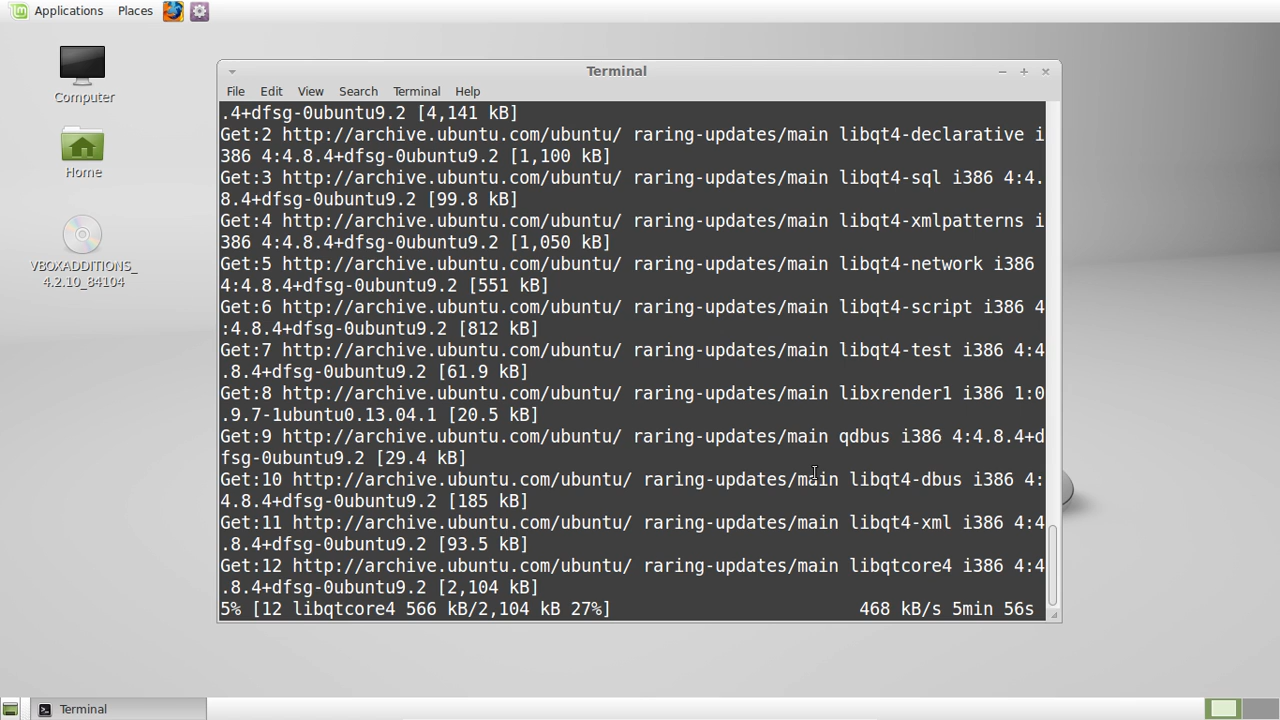 Applications Places
Computer
Home
VBOXADDITIONS_
4.2.10_84104
Terminal
File Edit View Search Terminal Help
.4+dfsg-0ubuntu9.2 [4,141 kB]
Get:2 http://archive.ubuntu.com/ubuntu/ raring-updates/main libqt4-declarative i
386 4:4.8.4+dfsg-0ubuntu9.2 [1,100 kB]
Get:3 http://archive.ubuntu.com/ubuntu/ raring-updates/main libqt4-sql i386 4:4.
8.4+dfsg-0ubuntu9.2 [99.8 kB]
Get:4 http://archive.ubuntu.com/ubuntu/ raring-updates/main libqt4-xmlpatterns i
386 4:4.8.4+dfsg-0ubuntu9.2 [1,050 kB]
Get:5 http://archive.ubuntu.com/ubuntu/ raring-updates/main libqt4-network i386
4:4.8.4+dfsg-0ubuntu9.2 [551 kB]
Get:6 http://archive.ubuntu.com/ubuntu/ raring-updates/main libqt4-script i386 4
:4.8.4+dfsg-0ubuntu9.2 [812 kB]
Get:7 http://archive.ubuntu.com/ubuntu/ raring-updates/main libqt4-test i386 4:4
.8.4+dfsg-0ubuntu9.2 [61.9 kB]
Get:8 http://archive.ubuntu.com/ubuntu/ raring-updates/main libxrender1 i386 1:0
.9.7-1ubuntu0.13.04.1 [20.5 kB]
Get:9 http://archive.ubuntu.com/ubuntu/ raring-updates/main qdbus i386 4:4.8.4+d
fsg-0ubuntu9.2 [29.4 kB]
Get:10 http://archive.ubuntu.com/ubuntu/ raring-updates/main libqt4-dbus i386 4:
4.8.4+dfsg-0ubuntu9.2 [185 kB]
Get:11 http://archive.ubuntu.com/ubuntu/ raring-updates/main libqt4-xml i386 4:4
.8.4+dfsg-0ubuntu9.2 [93.5 kB]
Get:12 http://archive.ubuntu.com/ubuntu/ raring-updates/main libqtcore4 i386 4:4
.8.4+dfsg-0ubuntu9.2 [2,104 kB]
5% [12 libqtcore4 566 kB/2,104 kB 27%] 468 kB/s 5min 56s
Terminal